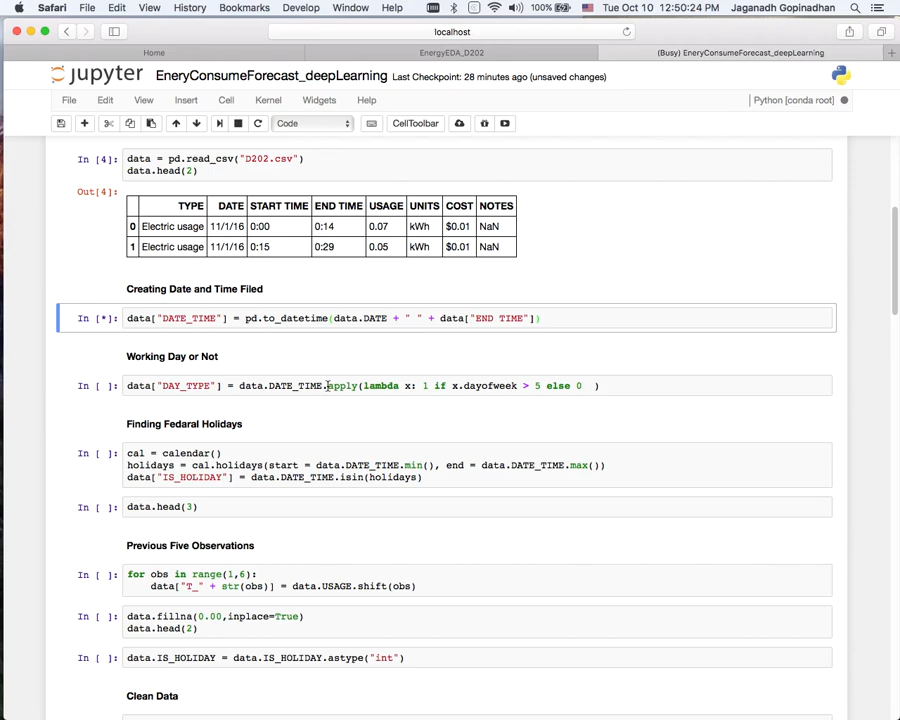 Safari File Edit View History Bookmarks Develop Window Help 100% Tue Oct 10 12:50:24 PM Jaganadh Gopinadhan
localhost
Home EnergyEDA_D202 (Busy) EneryConsumeForecast_deepLearning
jupyter EneryConsumeForecast_deepLearning Last Checkpoint: 28 minutes ago (unsaved changes)
File Edit View Insert Cell Kernel Widgets Help Python [conda root]
Code CellToolbar
In [4]: data = pd.read_csv("D202.csv")
data.head(2)
Out[4]:
TYPE DATE START TIME END TIME USAGE UNITS COST NOTES
0 Electric usage 11/1/16 0:00 0:14 0.07 kWh $0.01 NaN
1 Electric usage 11/1/16 0:15 0:29 0.05 kWh $0.01 NaN
Creating Date and Time Filed
In [*]: data["DATE_TIME"] = pd.to_datetime(data.DATE + " " + data["END TIME"])
Working Day or Not
In [ ]: data["DAY_TYPE"] = data.DATE_TIME.apply(lambda x: 1 if x.dayofweek > 5 else 0 )
Finding Fedaral Holidays
In [ ]: cal = calendar()
holidays = cal.holidays(start = data.DATE_TIME.min(), end = data.DATE_TIME.max())
data["IS_HOLIDAY"] = data.DATE_TIME.isin(holidays)
In [ ]: data.head(3)
Previous Five Observations
In [ ]: for obs in range(1,6):
data["T_" + str(obs)] = data.USAGE.shift(obs)
In [ ]: data.fillna(0.00,inplace=True)
data.head(2)
In [ ]: data.IS_HOLIDAY = data.IS_HOLIDAY.astype("int")
Clean Data